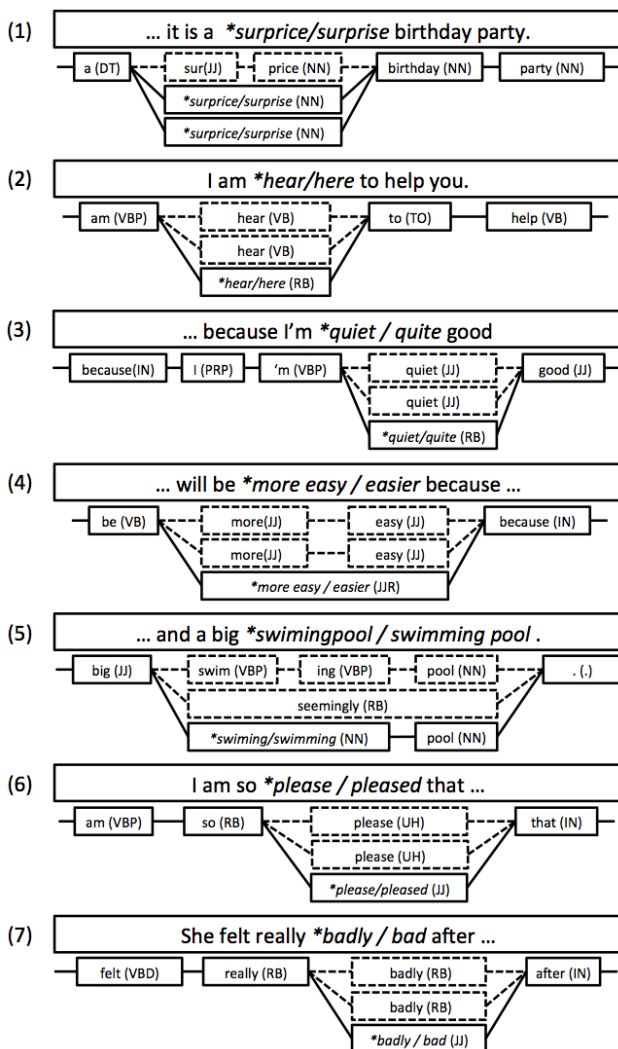 (1) … it is a *surprice/surprise birthday party.
a (DT) sur(JJ) price (NN) birthday (NN) party (NN)
*surprice/surprise (NN)
*surprice/surprise (NN)
(2) I am *hear/here to help you.
am (VBP) hear (VB) to (TO) help (VB)
hear (VB)
*hear/here (RB)
(3) … because I’m *quiet / quite good
because(IN) I (PRP) ‘m (VBP) quiet (JJ) good (JJ)
quiet (JJ)
*quiet/quite (RB)
(4) … will be *more easy / easier because …
be (VB) more(JJ) easy (JJ) because (IN)
more(JJ) easy (JJ)
*more easy / easier (JJR)
(5) … and a big *swimingpool / swimming pool .
big (JJ) swim (VBP) ing (VBP) pool (NN) . (.)
seemingly (RB)
*swiming/swimming (NN) pool (NN)
(6) I am so *please / pleased that …
am (VBP) so (RB) please (UH) that (IN)
please (UH)
*please/pleased (JJ)
(7) She felt really *badly / bad after …
felt (VBD) really (RB) badly (RB) after (IN)
badly (RB)
*badly / bad (JJ)